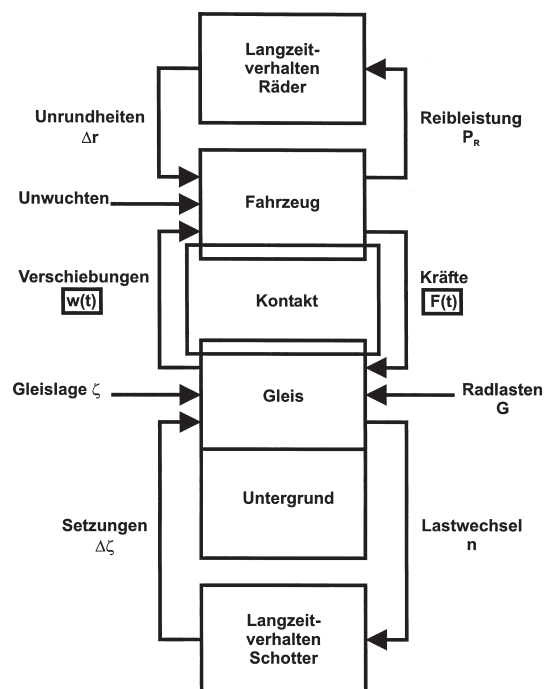 Langzeit-
verhalten
Räder
Unrundheiten
Δr
Reibleistung
P_R
Unwuchten
Fahrzeug
Verschiebungen
w(t)
Kontakt
Kräfte
F(t)
Gleislage ζ
Gleis
Radlasten
G
Untergrund
Setzungen
Δζ
Lastwechsel
n
Langzeit-
verhalten
Schotter